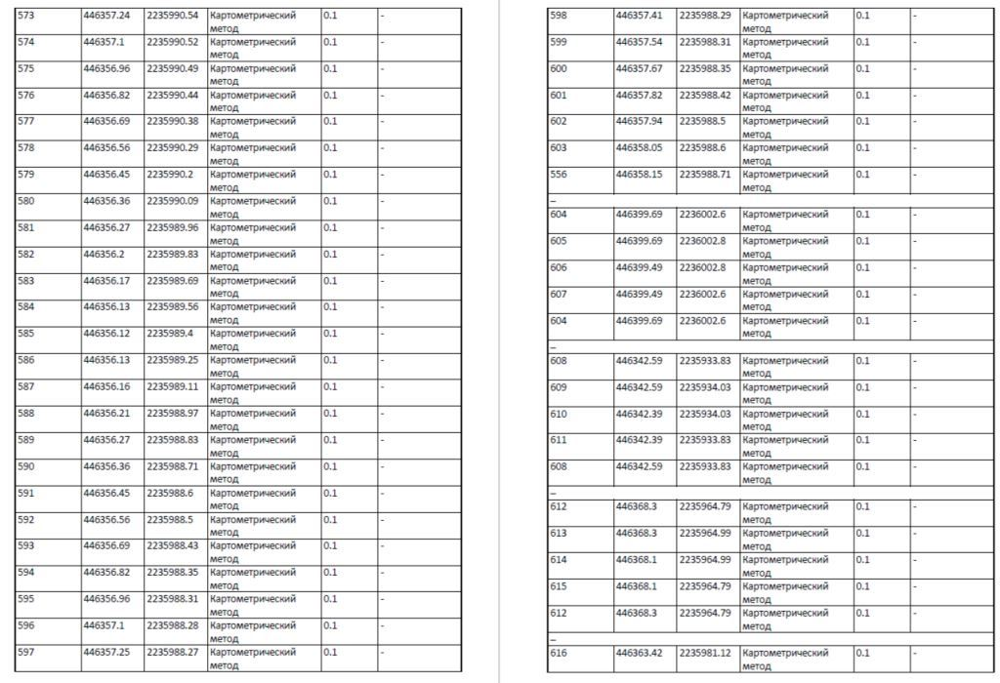 573 446357.24 2235990.54 Картометрический 0.1 -
метод
574 446357.1 2235990.52 Картометрический 0.1 -
метод
575 446356.96 2235990.49 Картометрический 0.1 -
метод
576 446356.82 2235990.44 Картометрический 0.1 -
метод
577 446356.69 2235990.38 Картометрический 0.1 -
метод
578 446356.56 2235990.29 Картометрический 0.1 -
метод
579 446356.45 2235990.2 Картометрический 0.1 -
метод
580 446356.36 2235990.09 Картометрический 0.1 -
метод
581 446356.27 2235989.96 Картометрический 0.1 -
метод
582 446356.2 2235989.83 Картометрический 0.1 -
метод
583 446356.17 2235989.69 Картометрический 0.1 -
метод
584 446356.13 2235989.56 Картометрический 0.1 -
метод
585 446356.12 2235989.4 Картометрический 0.1 -
метод
586 446356.13 2235989.25 Картометрический 0.1 -
метод
587 446356.16 2235989.11 Картометрический 0.1 -
метод
588 446356.21 2235988.97 Картометрический 0.1 -
метод
589 446356.27 2235988.83 Картометрический 0.1 -
метод
590 446356.36 2235988.71 Картометрический 0.1 -
метод
591 446356.45 2235988.6 Картометрический 0.1 -
метод
592 446356.56 2235988.5 Картометрический 0.1 -
метод
593 446356.69 2235988.43 Картометрический 0.1 -
метод
594 446356.82 2235988.35 Картометрический 0.1 -
метод
595 446356.96 2235988.31 Картометрический 0.1 -
метод
596 446357.1 2235988.28 Картометрический 0.1 -
метод
597 446357.25 2235988.27 Картометрический 0.1 -
метод
598 446357.41 2235988.29 Картометрический 0.1 -
метод
599 446357.54 2235988.31 Картометрический 0.1 -
метод
600 446357.67 2235988.35 Картометрический 0.1 -
метод
601 446357.82 2235988.42 Картометрический 0.1 -
метод
602 446357.94 2235988.5 Картометрический 0.1 -
метод
603 446358.05 2235988.6 Картометрический 0.1 -
метод
556 446358.15 2235988.71 Картометрический 0.1 -
метод
–
604 446399.69 2236002.6 Картометрический 0.1 -
метод
605 446399.69 2236002.8 Картометрический 0.1 -
метод
606 446399.49 2236002.8 Картометрический 0.1 -
метод
607 446399.49 2236002.6 Картометрический 0.1 -
метод
604 446399.69 2236002.6 Картометрический 0.1 -
метод
–
608 446342.59 2235933.83 Картометрический 0.1 -
метод
609 446342.59 2235934.03 Картометрический 0.1 -
метод
610 446342.39 2235934.03 Картометрический 0.1 -
метод
611 446342.39 2235933.83 Картометрический 0.1 -
метод
608 446342.59 2235933.83 Картометрический 0.1 -
метод
–
612 446368.3 2235964.79 Картометрический 0.1 -
метод
613 446368.3 2235964.99 Картометрический 0.1 -
метод
614 446368.1 2235964.99 Картометрический 0.1 -
метод
615 446368.1 2235964.79 Картометрический 0.1 -
метод
612 446368.3 2235964.79 Картометрический 0.1 -
метод
–
616 446363.42 2235981.12 Картометрический 0.1 -
метод